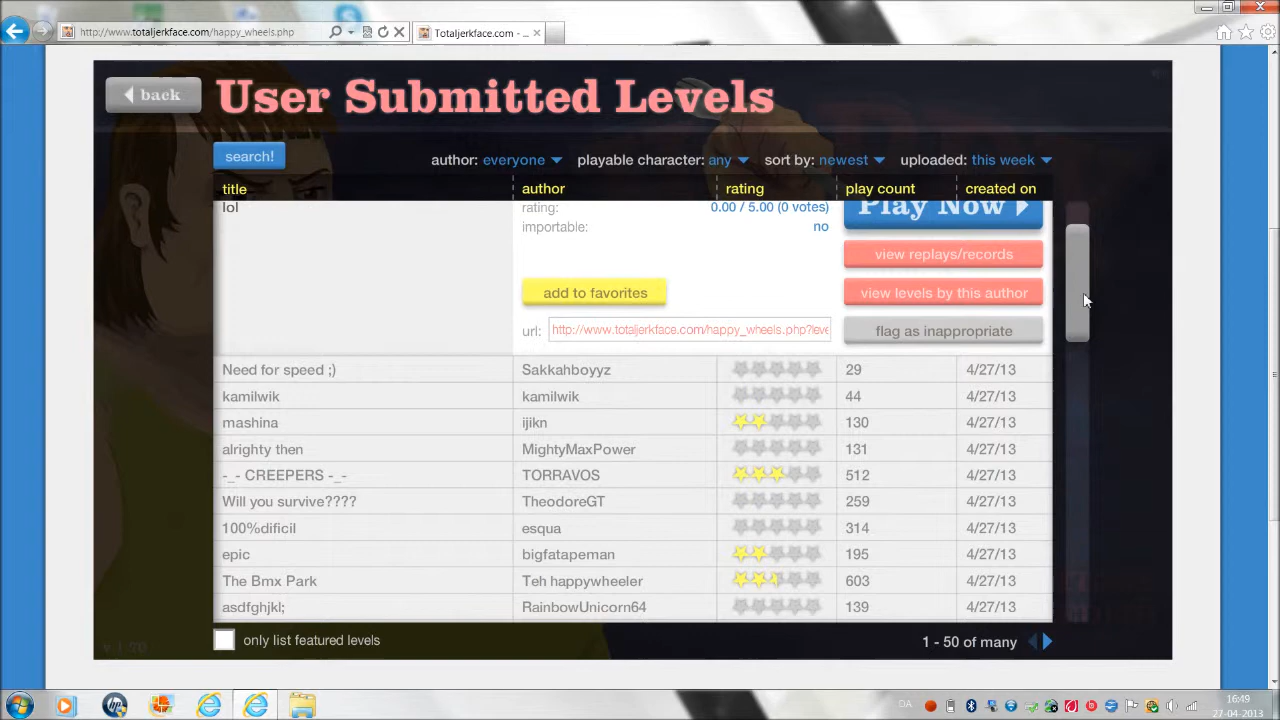 http://www.totaljerkface.com/happy_wheels.php
Totaljerkface.com - ...
back
User Submitted Levels
search!
author: everyone
playable character: any
sort by: newest
uploaded: this week
title
author
rating
play count
created on
lol
rating: 0.00 / 5.00 (0 votes)
importable: no
Play Now
view replays/records
add to favorites
view levels by this author
url: http://www.totaljerkface.com/happy_wheels.php?leve
flag as inappropriate
Need for speed ;) Sakkahboyyz 29 4/27/13
kamilwik kamilwik 44 4/27/13
mashina ijikn 130 4/27/13
alrighty then MightyMaxPower 131 4/27/13
-_- CREEPERS -_- TORRAVOS 512 4/27/13
Will you survive???? TheodoreGT 259 4/27/13
100%dificil esqua 314 4/27/13
epic bigfatapeman 195 4/27/13
The Bmx Park Teh happywheeler 603 4/27/13
asdfghjkl; RainbowUnicorn64 139 4/27/13
only list featured levels
1 - 50 of many
DA
16:49
27-04-2013